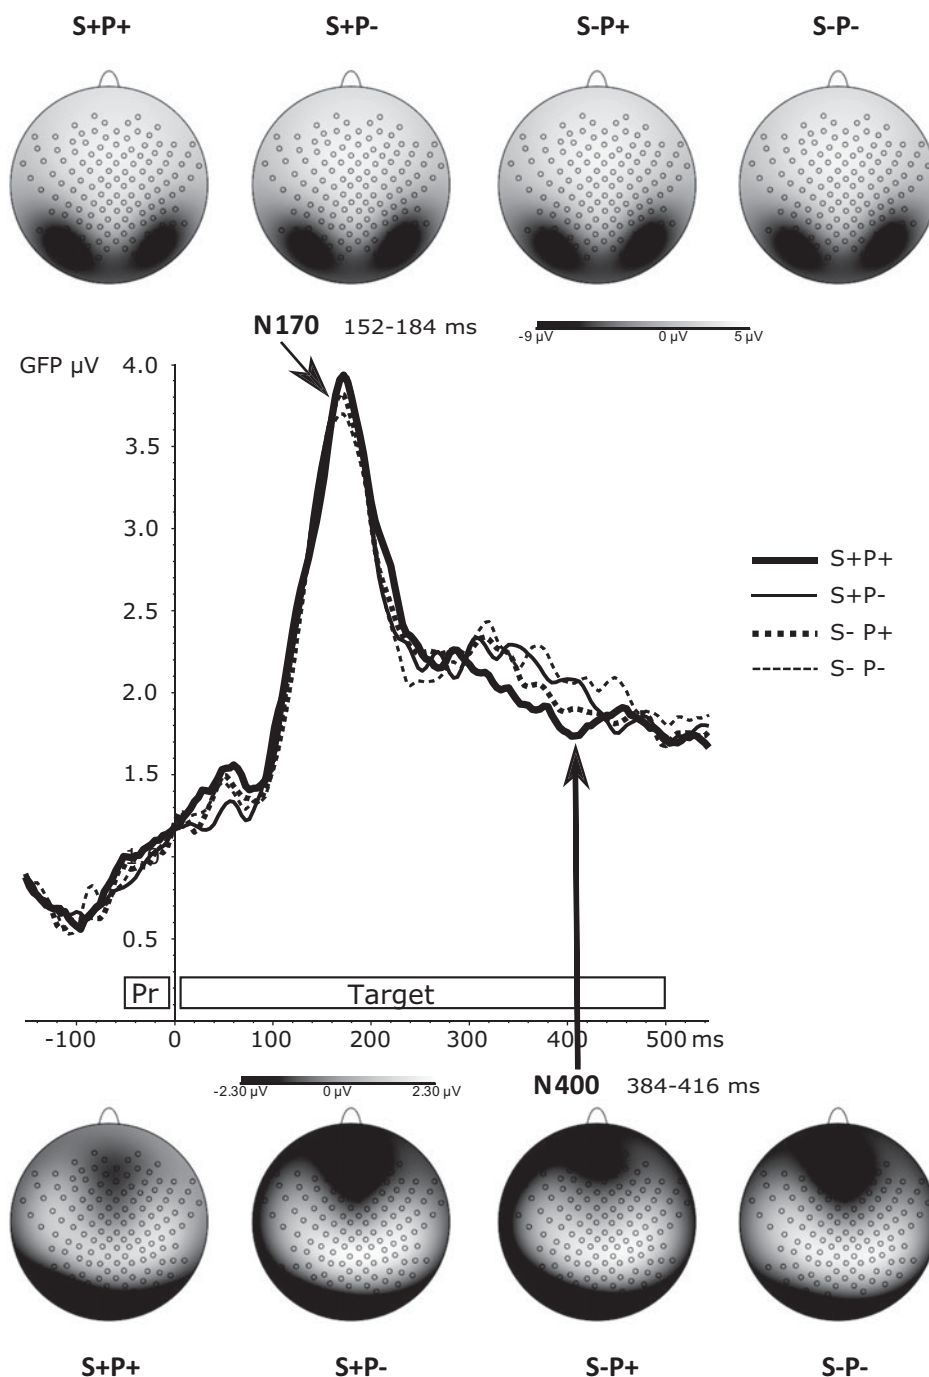 S+P+ S+P- S-P+ S-P-
N170 152-184 ms
-9 µV 0 µV 5 µV
GFP µV 4.0
3.5
3.0
2.5
S+P+
S+P-
S- P+
S- P-
2.0
1.5
0.5
Pr Target
-100 0 100 200 300 400 500 ms
-2.30 µV 0 µV 2.30 µV
N400 384-416 ms
S+P+ S+P- S-P+ S-P-